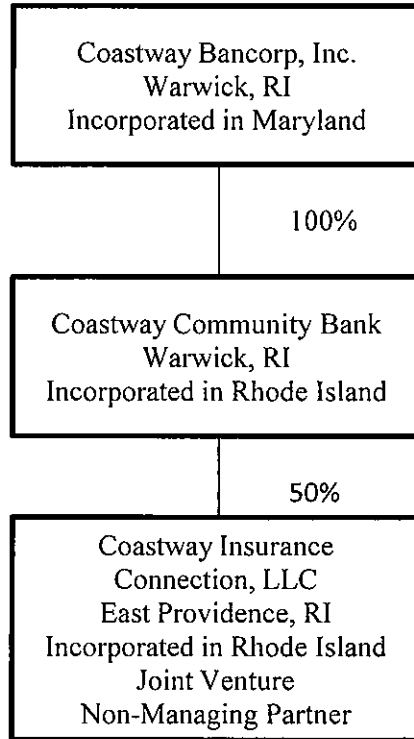 Coastway Bancorp, Inc.
Warwick, RI
Incorporated in Maryland
100%
Coastway Community Bank
Warwick, RI
Incorporated in Rhode Island
50%
Coastway Insurance
Connection, LLC
East Providence, RI
Incorporated in Rhode Island
Joint Venture
Non-Managing Partner